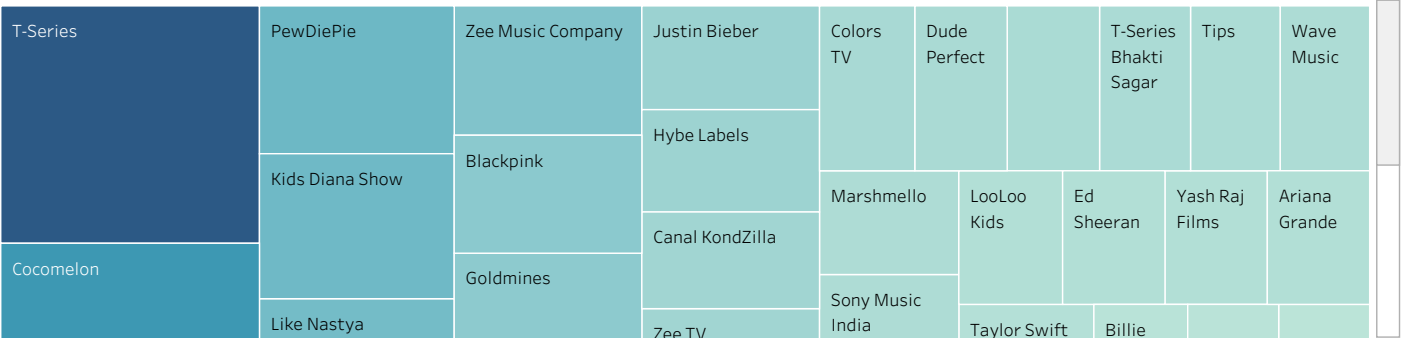 T-Series
Cocomelon
PewDiePie
Kids Diana Show
Like Nastya
Zee Music Company
Blackpink
Goldmines
Justin Bieber
Hybe Labels
Canal KondZilla
Zee TV
Colors
TV
Dude
Perfect
T-Series
Bhakti
Sagar
Tips
Wave
Music
Marshmello
Sony Music
India
LooLoo
Kids
Ed
Sheeran
Yash Raj
Films
Ariana
Grande
Taylor Swift
Billie